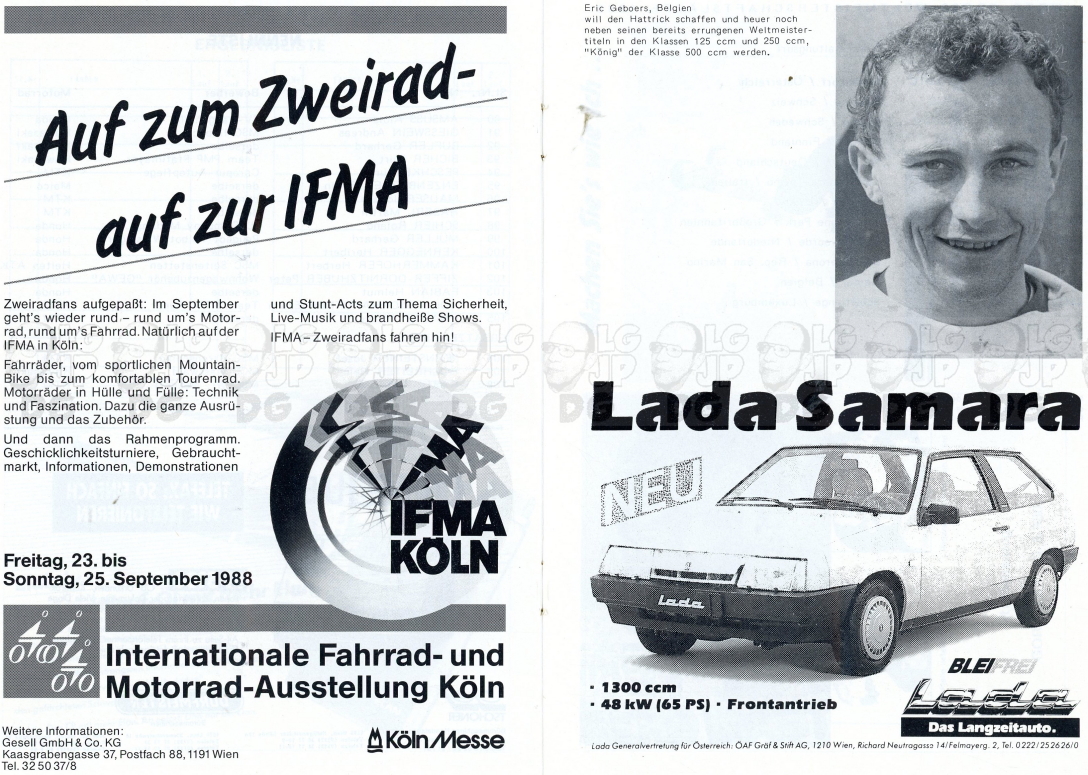 Auf zum Zweirad-
auf zur IFMA
Zweiradfans aufgepaßt: Im September
geht's wieder rund – rund um's Motor-
rad, rund um's Fahrrad. Natürlich auf der
IFMA in Köln:
Fahrräder, vom sportlichen Mountain-
Bike bis zum komfortablen Tourenrad.
Motorräder in Hülle und Fülle: Technik
und Faszination. Dazu die ganze Ausrü-
stung und das Zubehör.
Und dann das Rahmenprogramm.
Geschicklichkeitsturniere, Gebraucht-
markt, Informationen, Demonstrationen
und Stunt-Acts zum Thema Sicherheit,
Live-Musik und brandheiße Shows.
IFMA – Zweiradfans fahren hin!
IFMA
KÖLN
Freitag, 23. bis
Sonntag, 25. September 1988
Internationale Fahrrad- und
Motorrad-Ausstellung Köln
Weitere Informationen:
Gesell GmbH & Co. KG
Kaasgrabengasse 37, Postfach 88, 1191 Wien
Tel. 32 50 37/8
KölnMesse
Eric Geboers, Belgien
will den Hattrick schaffen und heuer noch
neben seinen bereits errungenen Weltmeister-
titeln in den Klassen 125 ccm und 250 ccm,
"König" der Klasse 500 ccm werden.
Lada Samara
NEU
Lada
BLEIFREI
· 1300 ccm
· 48 kW (65 PS) · Frontantrieb
Lada
Das Langzeitauto.
Lada Generalvertretung für Österreich: ÖAF Gräf & Stift AG, 1210 Wien, Richard Neutragasse 14/Felmayerg. 2, Tel. 0222/252626/0